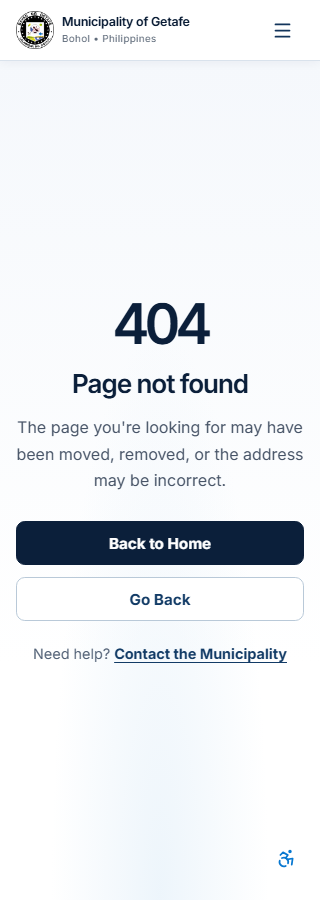 Municipality of Getafe
Bohol • Philippines
404
Page not found
The page you're looking for may have
been moved, removed, or the address
may be incorrect.
Back to Home
Go Back
Need help? Contact the Municipality